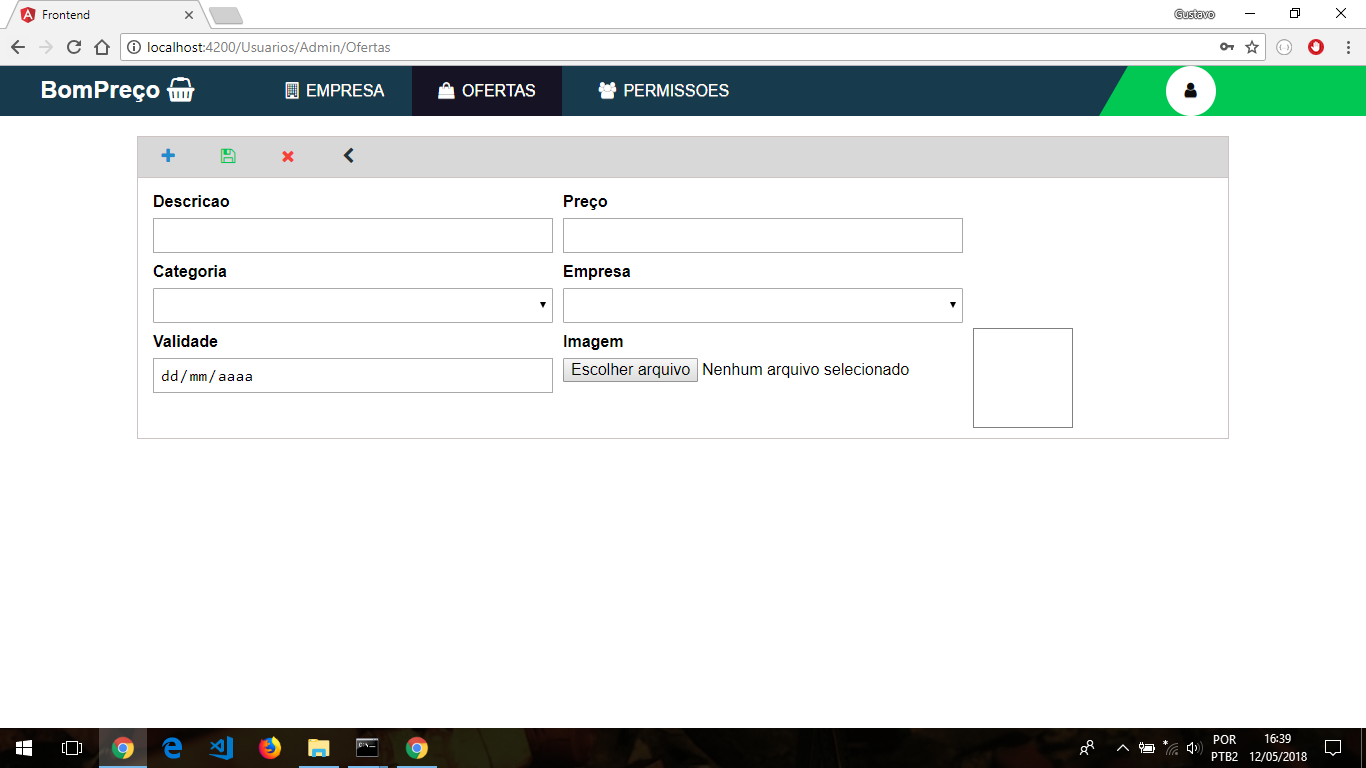 Frontend
Gustavo
localhost:4200/Usuarios/Admin/Ofertas
BomPreço
EMPRESA
OFERTAS
PERMISSOES
Descricao
Preço
Categoria
Empresa
Validade
Imagem
dd/mm/aaaa
Escolher arquivo Nenhum arquivo selecionado
POR
PTB2
16:39
12/05/2018